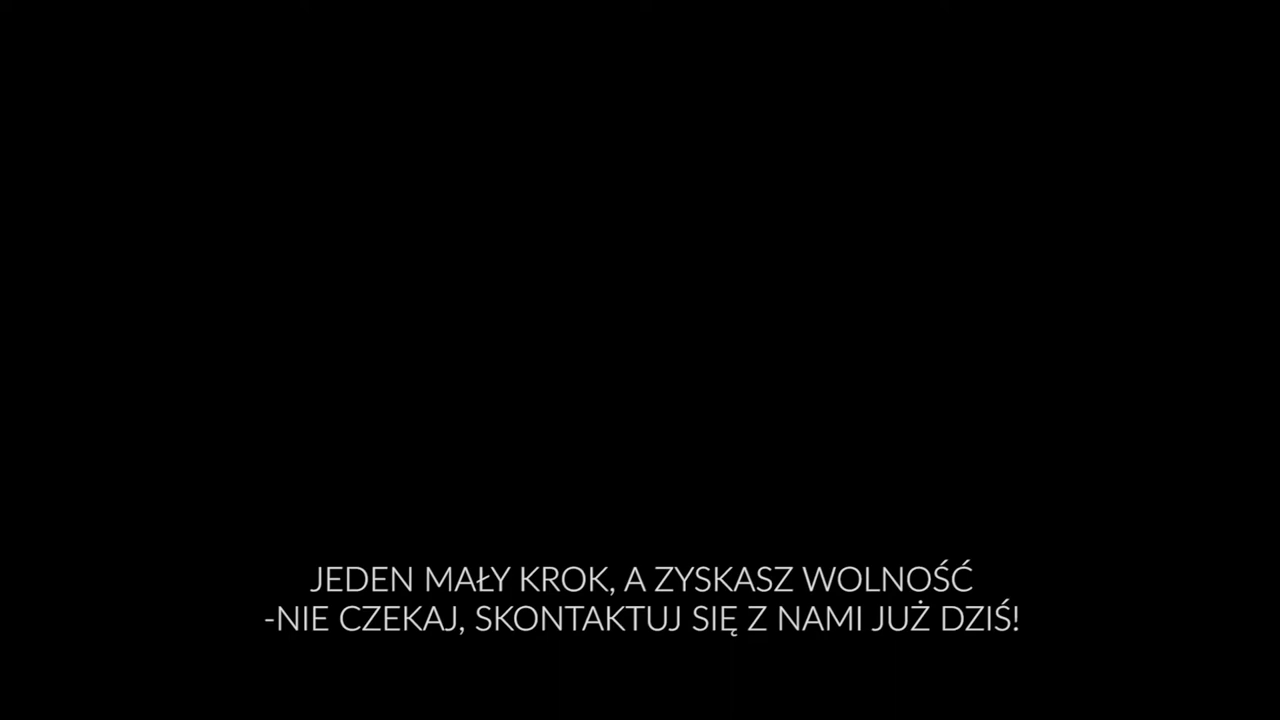 JEDEN MAŁY KROK, A ZYSKASZ WOLNOŚĆ
-NIE CZEKAJ, SKONTAKTUJ SIĘ Z NAMI JUŻ DZIŚ!